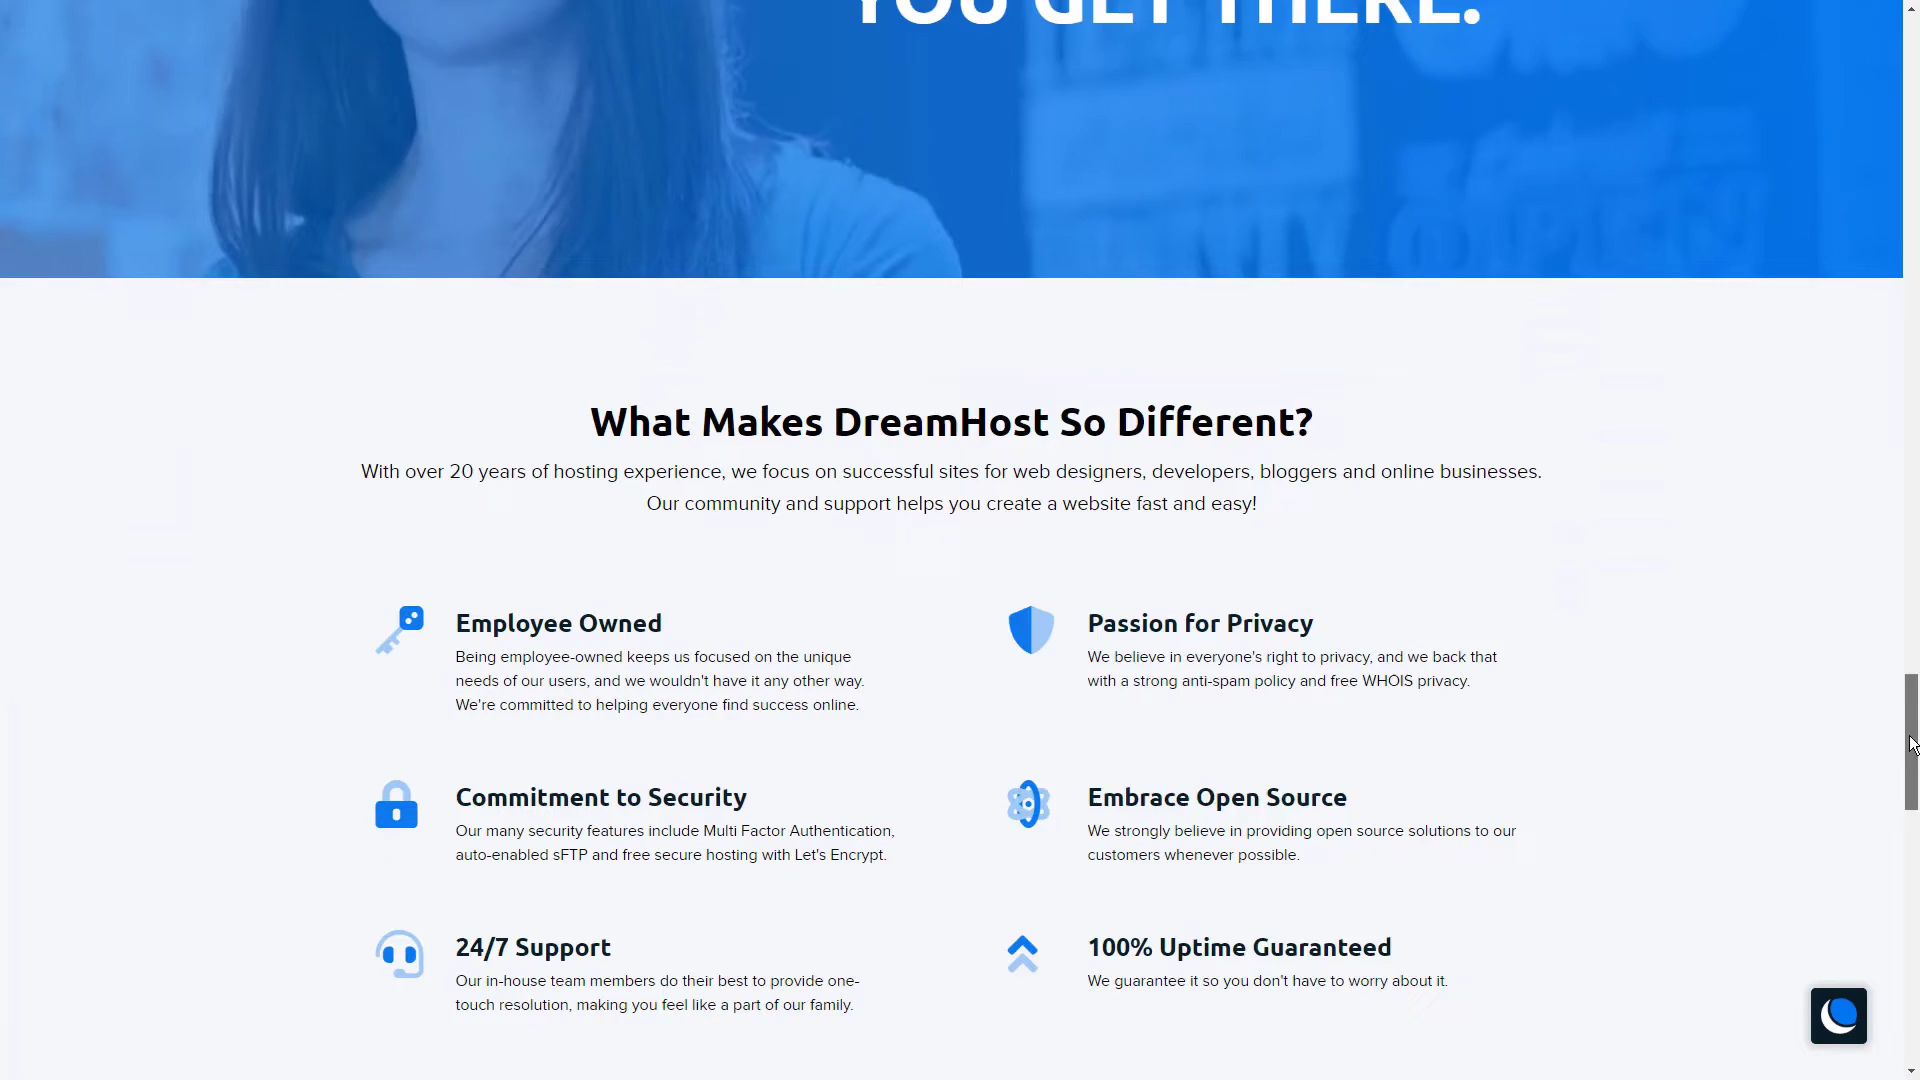 YOU GET THERE.
What Makes DreamHost So Different?
With over 20 years of hosting experience, we focus on successful sites for web designers, developers, bloggers and online businesses.
Our community and support helps you create a website fast and easy!
Employee Owned
Being employee-owned keeps us focused on the unique
needs of our users, and we wouldn't have it any other way.
We're committed to helping everyone find success online.
Passion for Privacy
We believe in everyone's right to privacy, and we back that
with a strong anti-spam policy and free WHOIS privacy.
Commitment to Security
Our many security features include Multi Factor Authentication,
auto-enabled sFTP and free secure hosting with Let's Encrypt.
Embrace Open Source
We strongly believe in providing open source solutions to our
customers whenever possible.
24/7 Support
Our in-house team members do their best to provide one-
touch resolution, making you feel like a part of our family.
100% Uptime Guaranteed
We guarantee it so you don't have to worry about it.